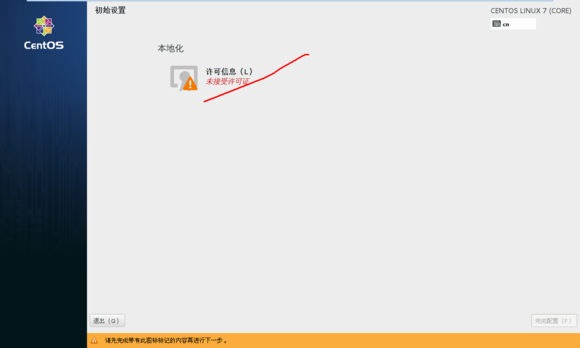 初始设置
CENTOS LINUX 7 (CORE)
cn
CentOS
本地化
许可信息 (L)
未接受许可证
退出 (Q)
完成配置 (F)
请先完成带有此图标标记的内容再进行下一步。